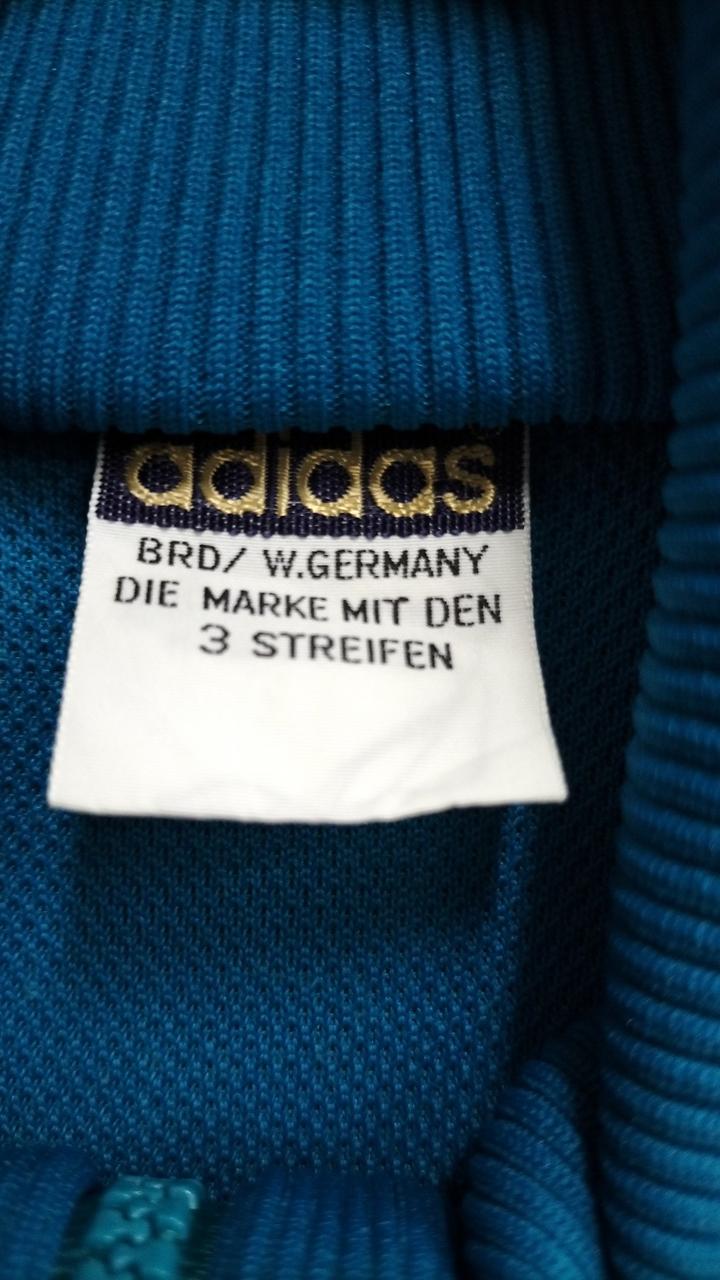 adidas
BRD/ W.GERMANY
DIE MARKE MIT DEN
3 STREIFEN